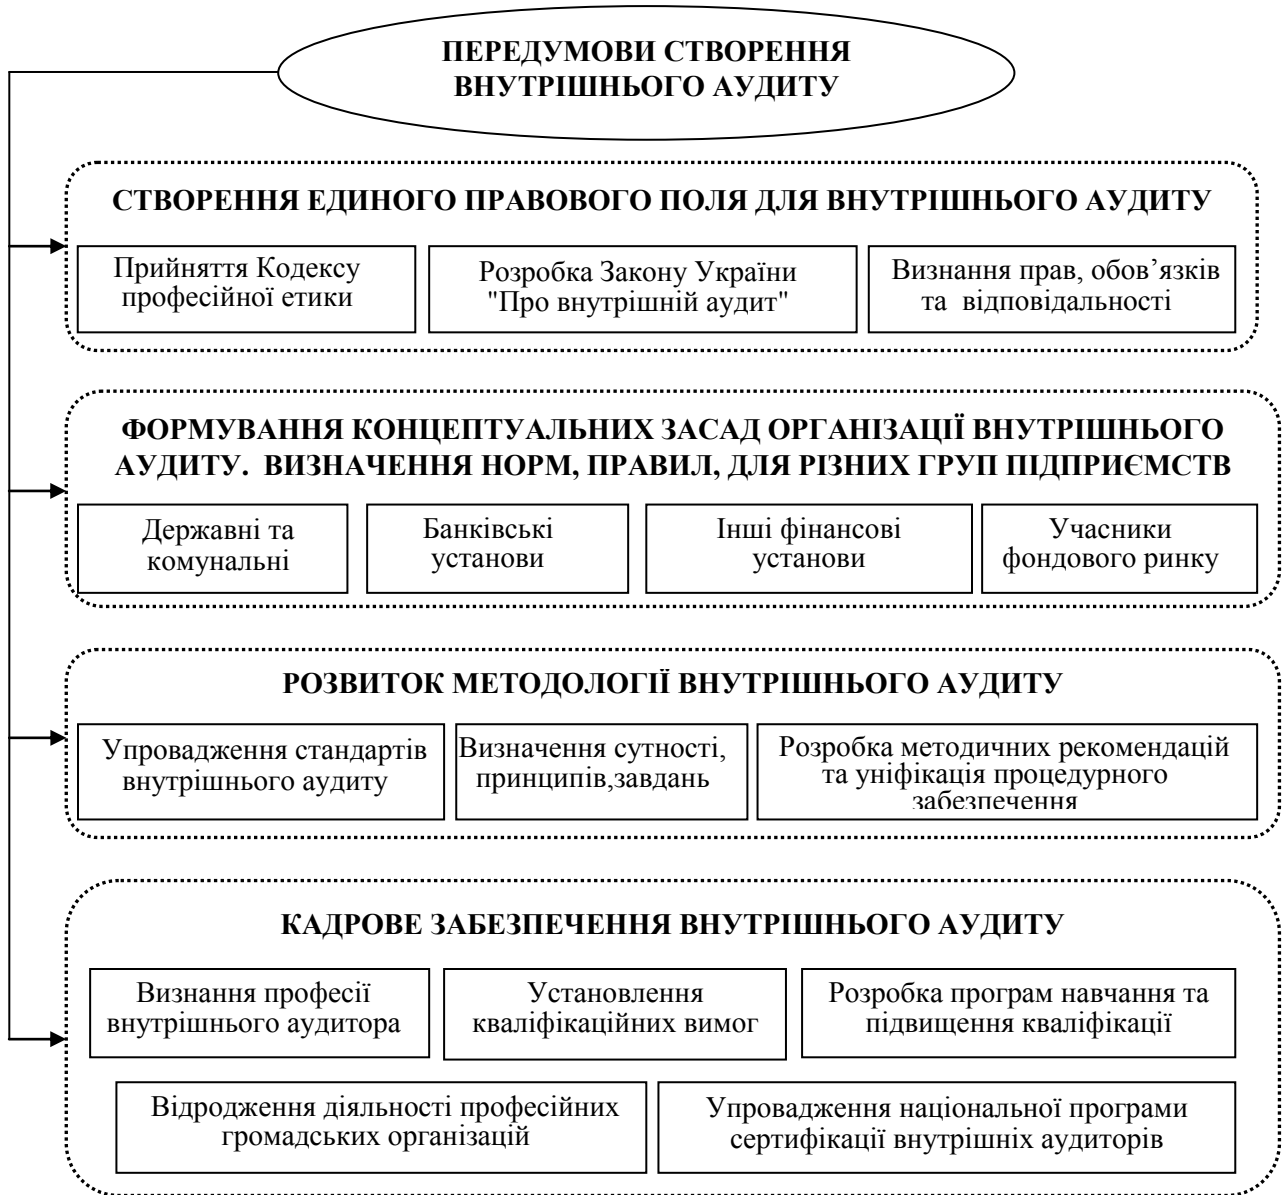 ПЕРЕДУМОВИ СТВОРЕННЯ
ВНУТРІШНЬОГО АУДИТУ
СТВОРЕННЯ ЕДИНОГО ПРАВОВОГО ПОЛЯ ДЛЯ ВНУТРІШНЬОГО АУДИТУ
Прийняття Кодексу
професійної етики
Розробка Закону України
"Про внутрішній аудит"
Визнання прав, обов’язків
та відповідальності
ФОРМУВАННЯ КОНЦЕПТУАЛЬНИХ ЗАСАД ОРГАНІЗАЦІЇ ВНУТРІШНЬОГО
АУДИТУ. ВИЗНАЧЕННЯ НОРМ, ПРАВИЛ, ДЛЯ РІЗНИХ ГРУП ПІДПРИЄМСТВ
Державні та
комунальні
Банківські
установи
Інші фінансові
установи
Учасники
фондового ринку
РОЗВИТОК МЕТОДОЛОГІЇ ВНУТРІШНЬОГО АУДИТУ
Упровадження стандартів
внутрішнього аудиту
Визначення сутності,
принципів,завдань
Розробка методичних рекомендацій
та уніфікація процедурного
забезпечення
КАДРОВЕ ЗАБЕЗПЕЧЕННЯ ВНУТРІШНЬОГО АУДИТУ
Визнання професії
внутрішнього аудитора
Установлення
кваліфікаційних вимог
Розробка програм навчання та
підвищення кваліфікації
Відродження діяльності професійних
громадських організацій
Упровадження національної програми
сертифікації внутрішніх аудиторів